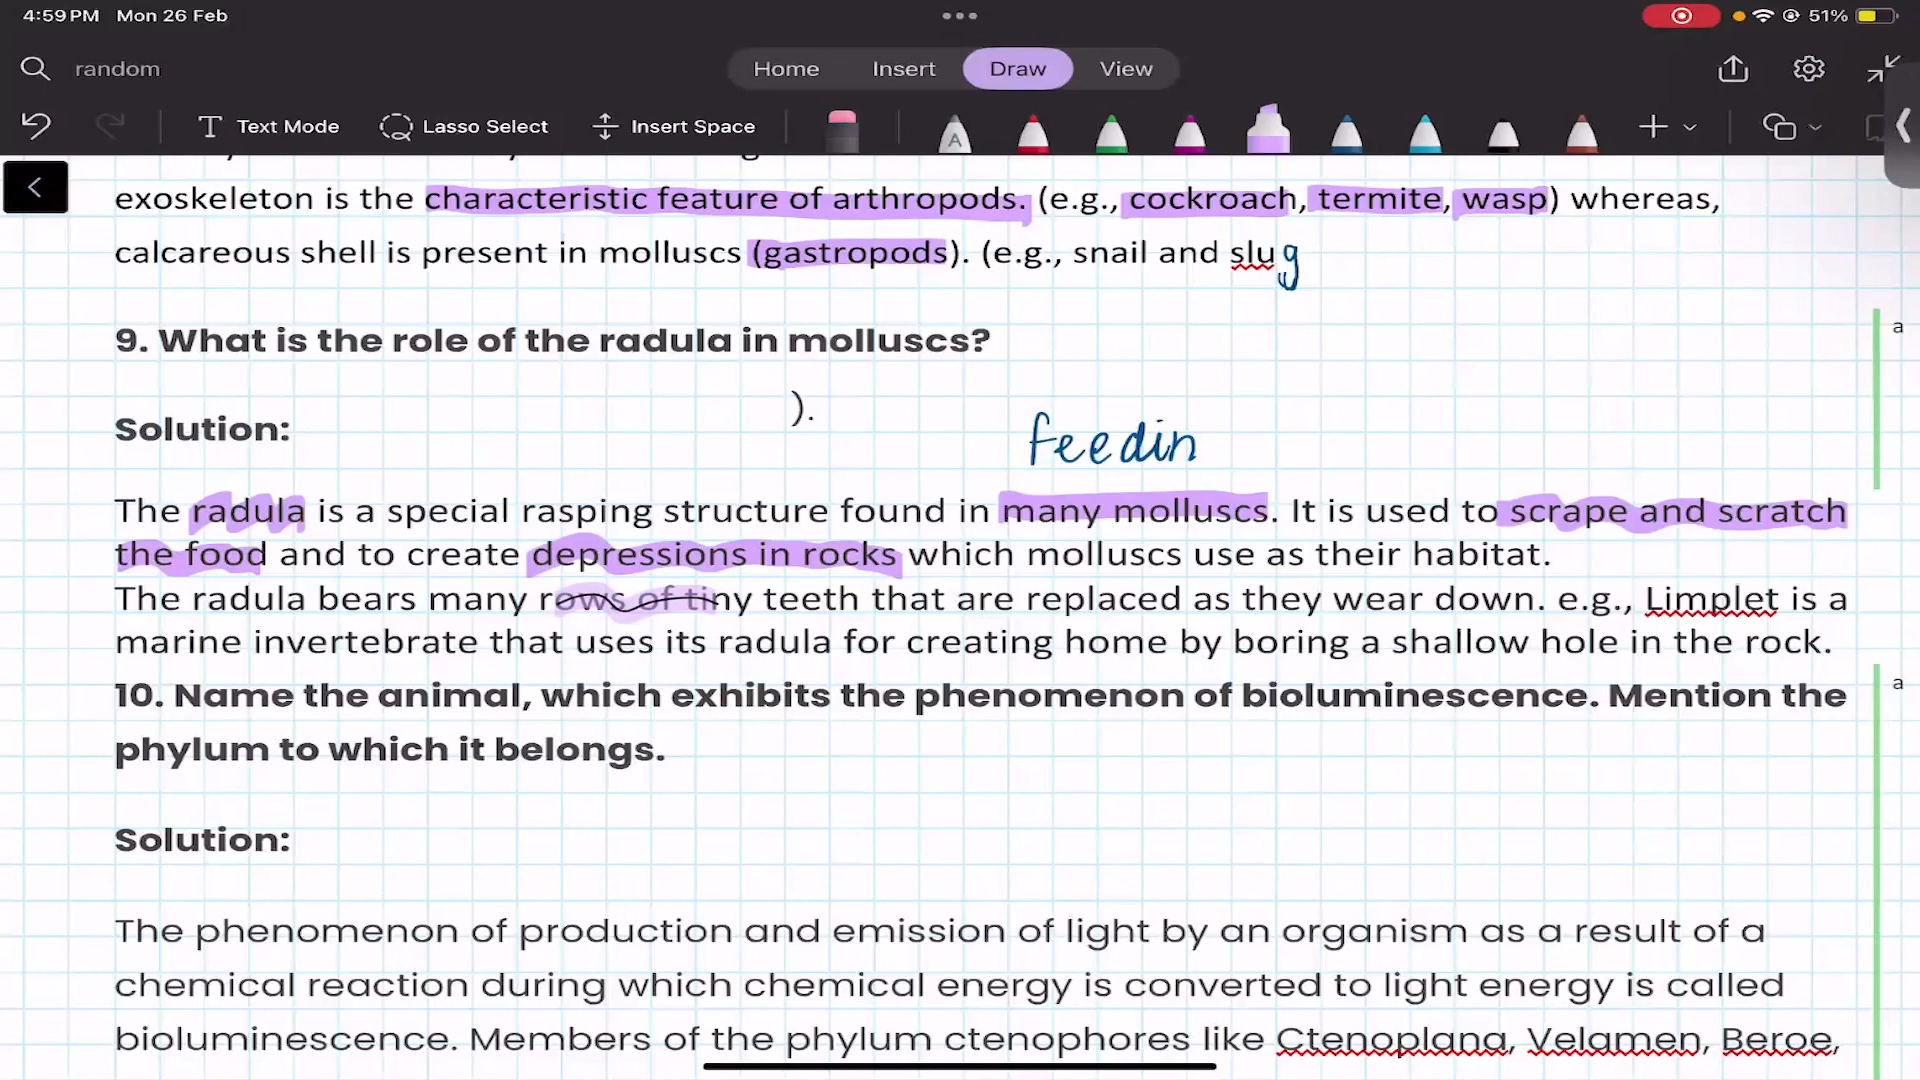 4:59 PM Mon 26 Feb
51%
random
Home Insert Draw View
Text Mode Lasso Select Insert Space
A
exoskeleton is the characteristic feature of arthropods. (e.g., cockroach, termite, wasp) whereas,
calcareous shell is present in molluscs (gastropods). (e.g., snail and slug
a
9. What is the role of the radula in molluscs?
).
Solution:
feedin
The radula is a special rasping structure found in many molluscs. It is used to scrape and scratch
the food and to create depressions in rocks which molluscs use as their habitat.
The radula bears many rows of tiny teeth that are replaced as they wear down. e.g., Limplet is a
marine invertebrate that uses its radula for creating home by boring a shallow hole in the rock.
a
10. Name the animal, which exhibits the phenomenon of bioluminescence. Mention the
phylum to which it belongs.
Solution:
The phenomenon of production and emission of light by an organism as a result of a
chemical reaction during which chemical energy is converted to light energy is called
bioluminescence. Members of the phylum ctenophores like Ctenoplana, Velamen, Beroe,